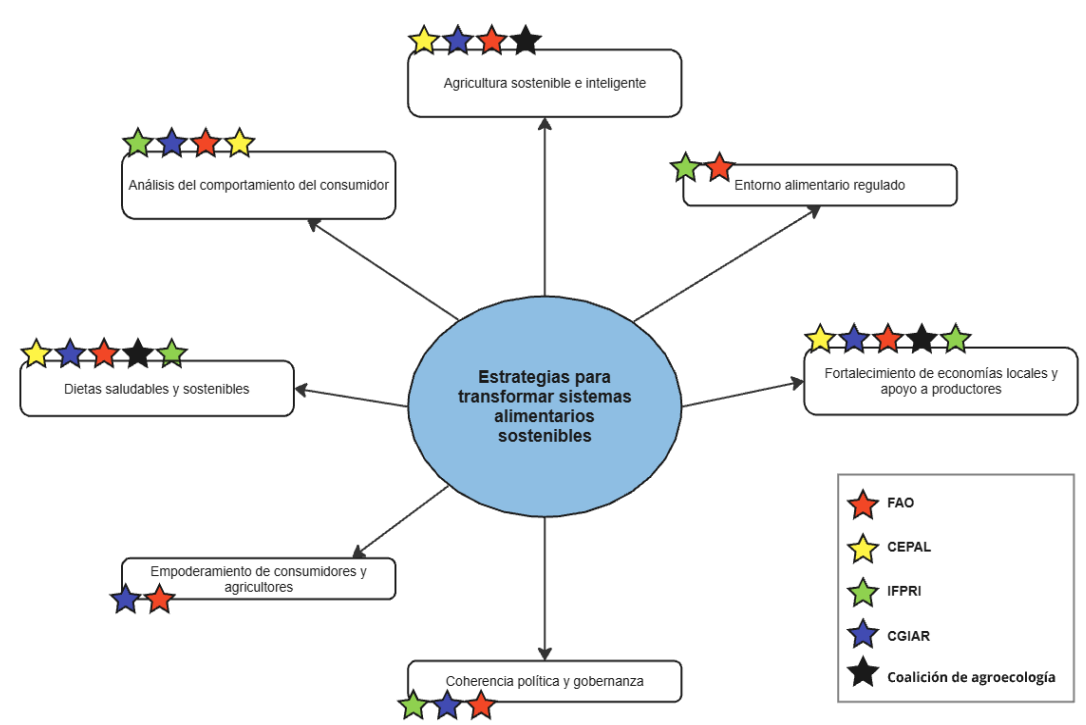 Agricultura sostenible e inteligente
Análisis del comportamiento del consumidor
Entorno alimentario regulado
Dietas saludables y sostenibles
Estrategias para
transformar sistemas
alimentarios
sostenibles
Fortalecimiento de economías locales y
apoyo a productores
Empoderamiento de consumidores y
agricultores
Coherencia política y gobernanza
FAO
CEPAL
IFPRI
CGIAR
Coalición de agroecología